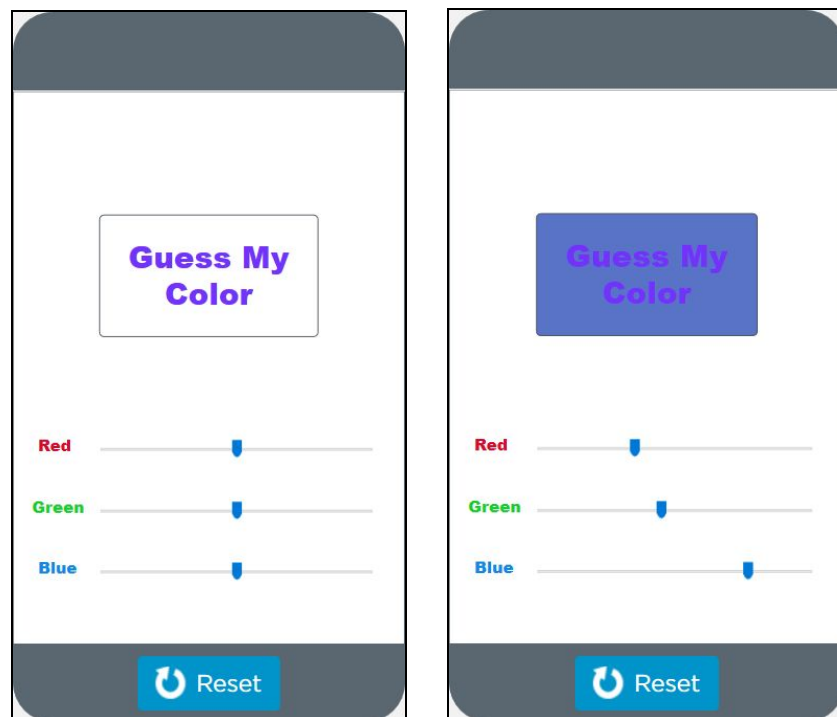 Guess My
Color
Red
Green
Blue
Reset
Guess My
Color
Red
Green
Blue
Reset